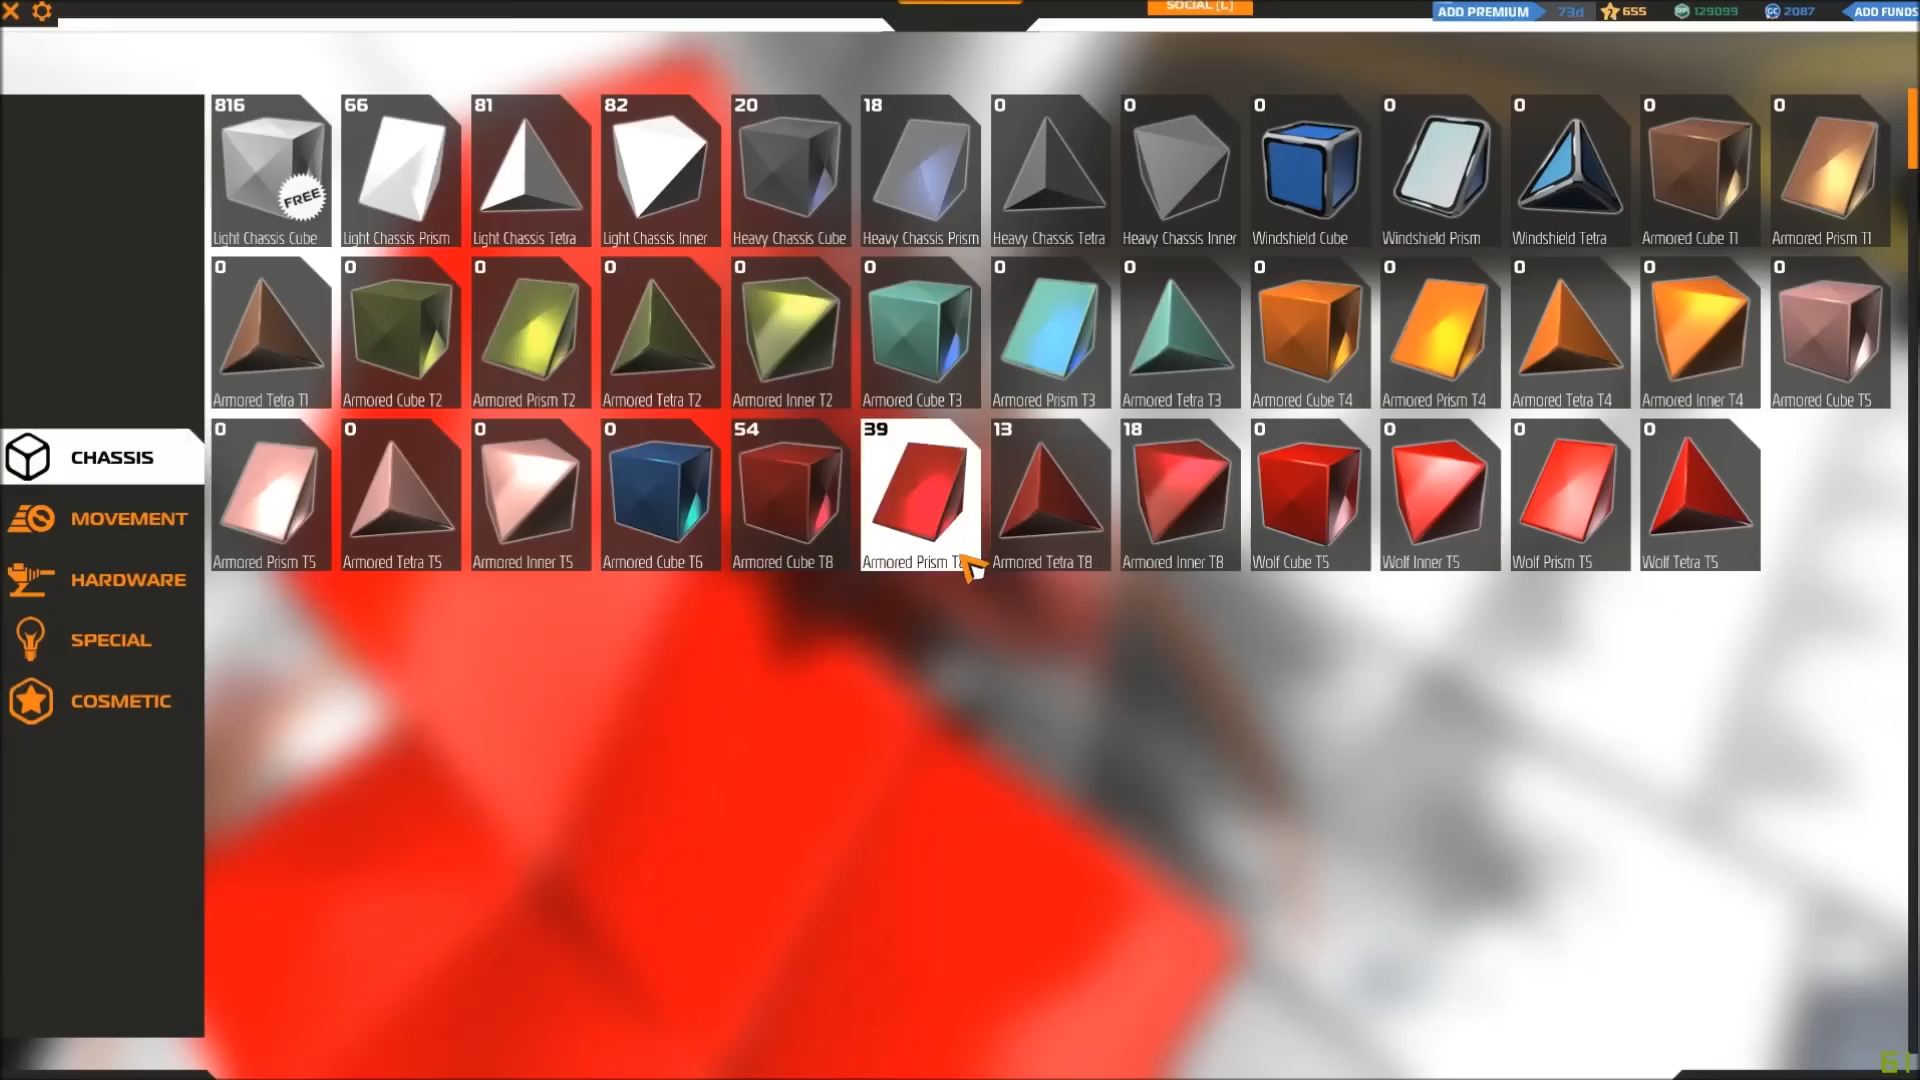 SOCIAL [L]
ADD PREMIUM 73d 655 129099 2087 ADD FUNDS
816 66 81 82 20 18 0 0 0 0 0 0 0
FREE
Light Chassis Cube Light Chassis Prism Light Chassis Tetra Light Chassis Inner Heavy Chassis Cube Heavy Chassis Prism Heavy Chassis Tetra Heavy Chassis Inner Windshield Cube Windshield Prism Windshield Tetra Armored Cube T1 Armored Prism T1
0 0 0 0 0 0 0 0 0 0 0 0 0
Armored Tetra T1 Armored Cube T2 Armored Prism T2 Armored Tetra T2 Armored Inner T2 Armored Cube T3 Armored Prism T3 Armored Tetra T3 Armored Cube T4 Armored Prism T4 Armored Tetra T4 Armored Inner T4 Armored Cube T5
0 0 0 0 54 39 13 18 0 0 0 0
Armored Prism T5 Armored Tetra T5 Armored Inner T5 Armored Cube T6 Armored Cube T8 Armored Prism Armored Tetra T8 Armored Inner T8 Wolf Cube T5 Wolf Inner T5 Wolf Prism T5 Wolf Tetra T5
CHASSIS
MOVEMENT
HARDWARE
SPECIAL
COSMETIC
61